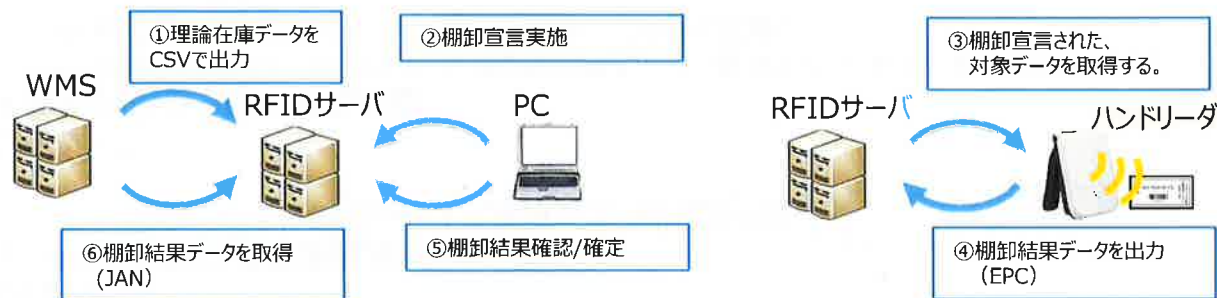 ①理論在庫データを
CSVで出力
②棚卸宣言実施
③棚卸宣言された、
対象データを取得する。
WMS
RFIDサーバ
PC
RFIDサーバ
ハンドリーダ
⑥棚卸結果データを取得
(JAN)
⑤棚卸結果確認/確定
④棚卸結果データを出力
(EPC)